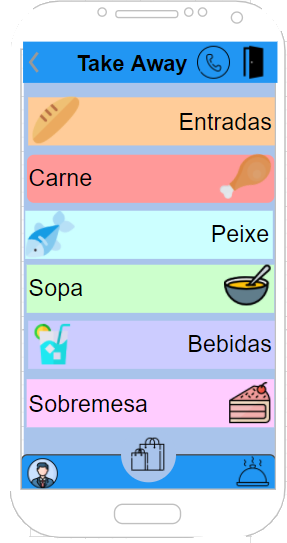 Take Away
Entradas
Carne
Peixe
Sopa
Bebidas
Sobremesa